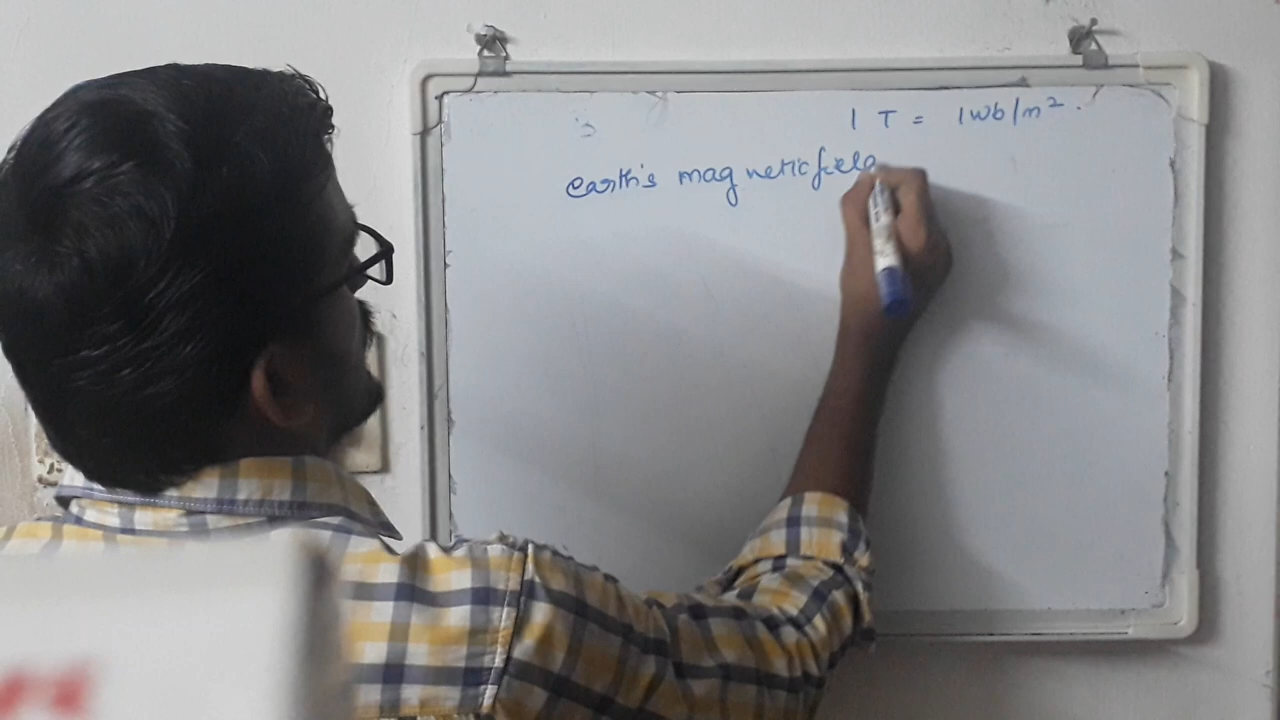 1 T = 1Wb/m².
earth's magnetic field